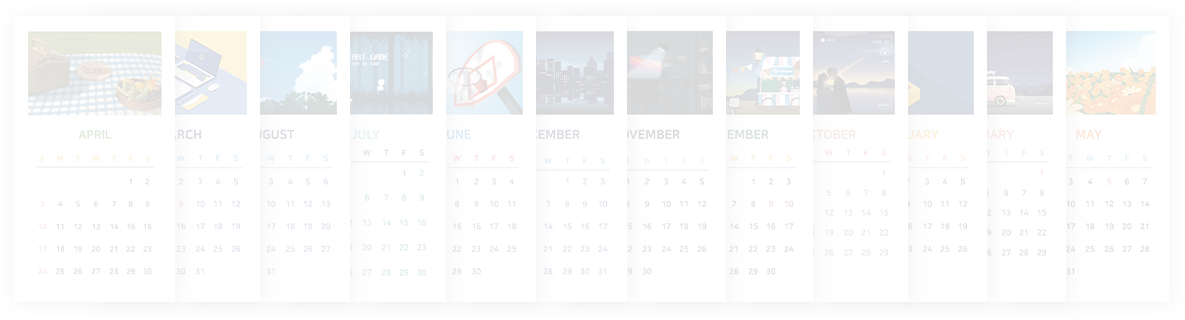 APRIL
S M T W T F S
1 2
3 4 5 6 7 8 9
10 11 12 13 14 15 16
17 18 19 20 21 22 23
24 25 26 27 28 29 30
ARCH
W T F S
2 3 4 5
9 10 11 12
16 17 18 19
23 24 25 26
30 31
UGUST
W T F S
3 4 5 6
10 11 12 13
17 18 19 20
24 25 26 27
31
ART GAME
JULY
W T F S
1 2
6 7 8 9
13 14 15 16
20 21 22 23
27 28 29 30
UNE
W T F S
1 2 3 4
8 9 10 11
15 16 17 18
22 23 24 25
29 30
CEMBER
W T F S
1 2 3
7 8 9 10
14 15 16 17
21 22 23 24
28 29 30 31
OVEMBER
W T F S
2 3 4 5
9 10 11 12
16 17 18 19
23 24 25 26
30
EMBER
W T F S
1 2 3
7 8 9 10
14 15 16 17
21 22 23 24
28 29 30
CTOBER
W T F S
1
5 6 7 8
12 13 14 15
19 20 21 22
26 27 28 29
UARY
W T F S
2 3 4 5
9 10 11 12
16 17 18 19
23 24 25 26
ARY
W T F S
1
5 6 7 8
12 13 14 15
19 20 21 22
26 27 28 29
MAY
T W T F S
3 4 5 6 7
10 11 12 13 14
17 18 19 20 21
24 25 26 27 28
31